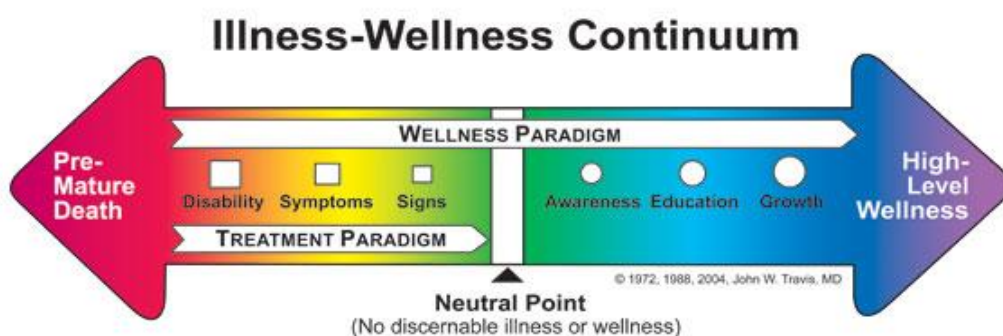 Illness-Wellness Continuum
WELLNESS PARADIGM
Pre-
Mature
Death
Disability Symptoms Signs
Awareness Education Growth
High-
Level
Wellness
TREATMENT PARADIGM
© 1972, 1988, 2004, John W. Travis, MD
Neutral Point
(No discernable illness or wellness)